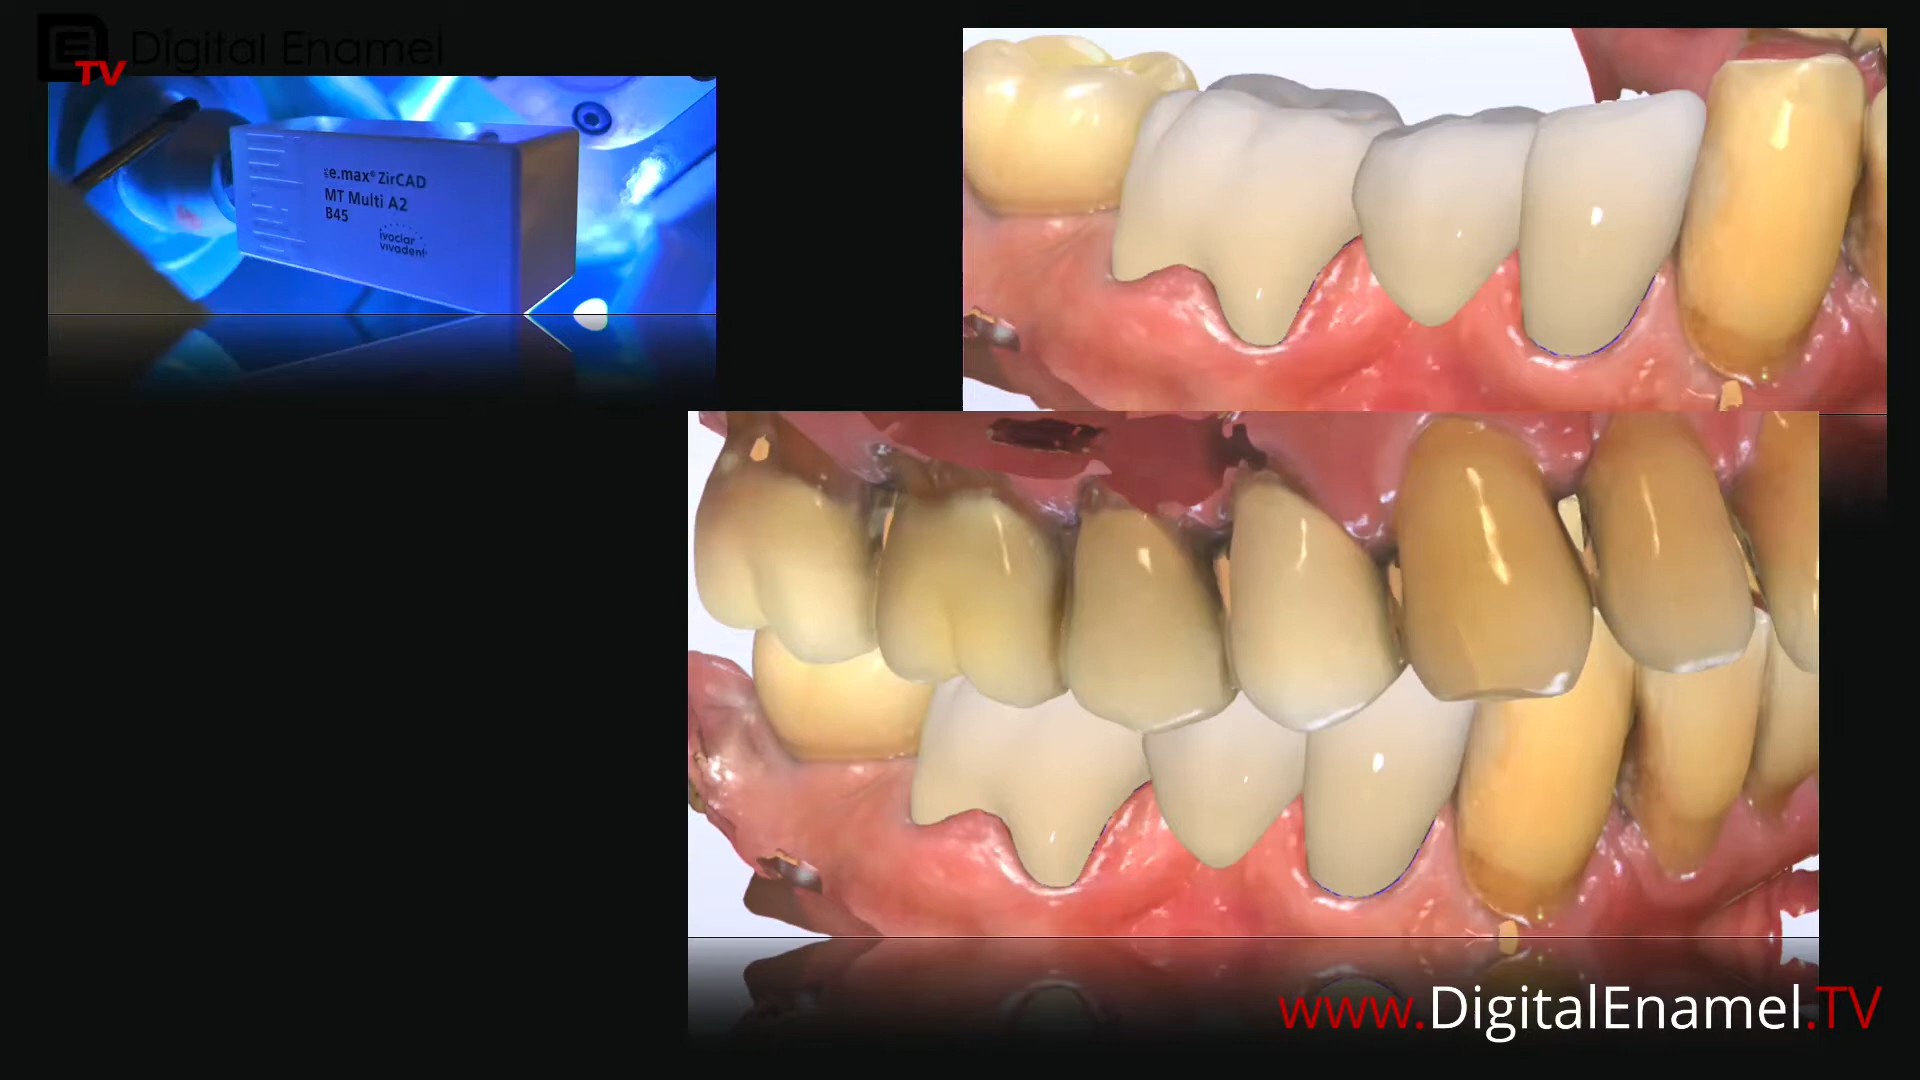 E
TV
Digital Enamel
e.max® ZirCAD
MT Multi A2
B45
ivoclar
vivadent
www.DigitalEnamel.TV